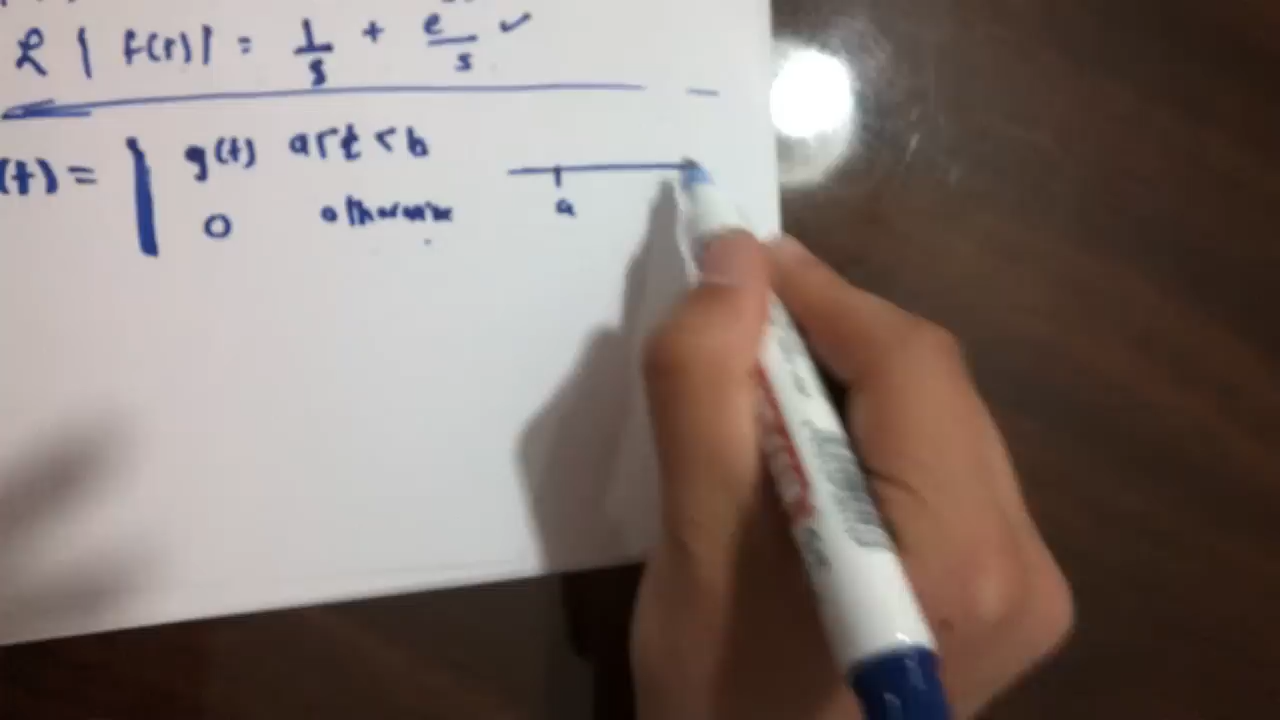 ℒ { f(t) } = 1/s + e/s ✓
(t) = { g(t) a < t < b
0 otherwise
a